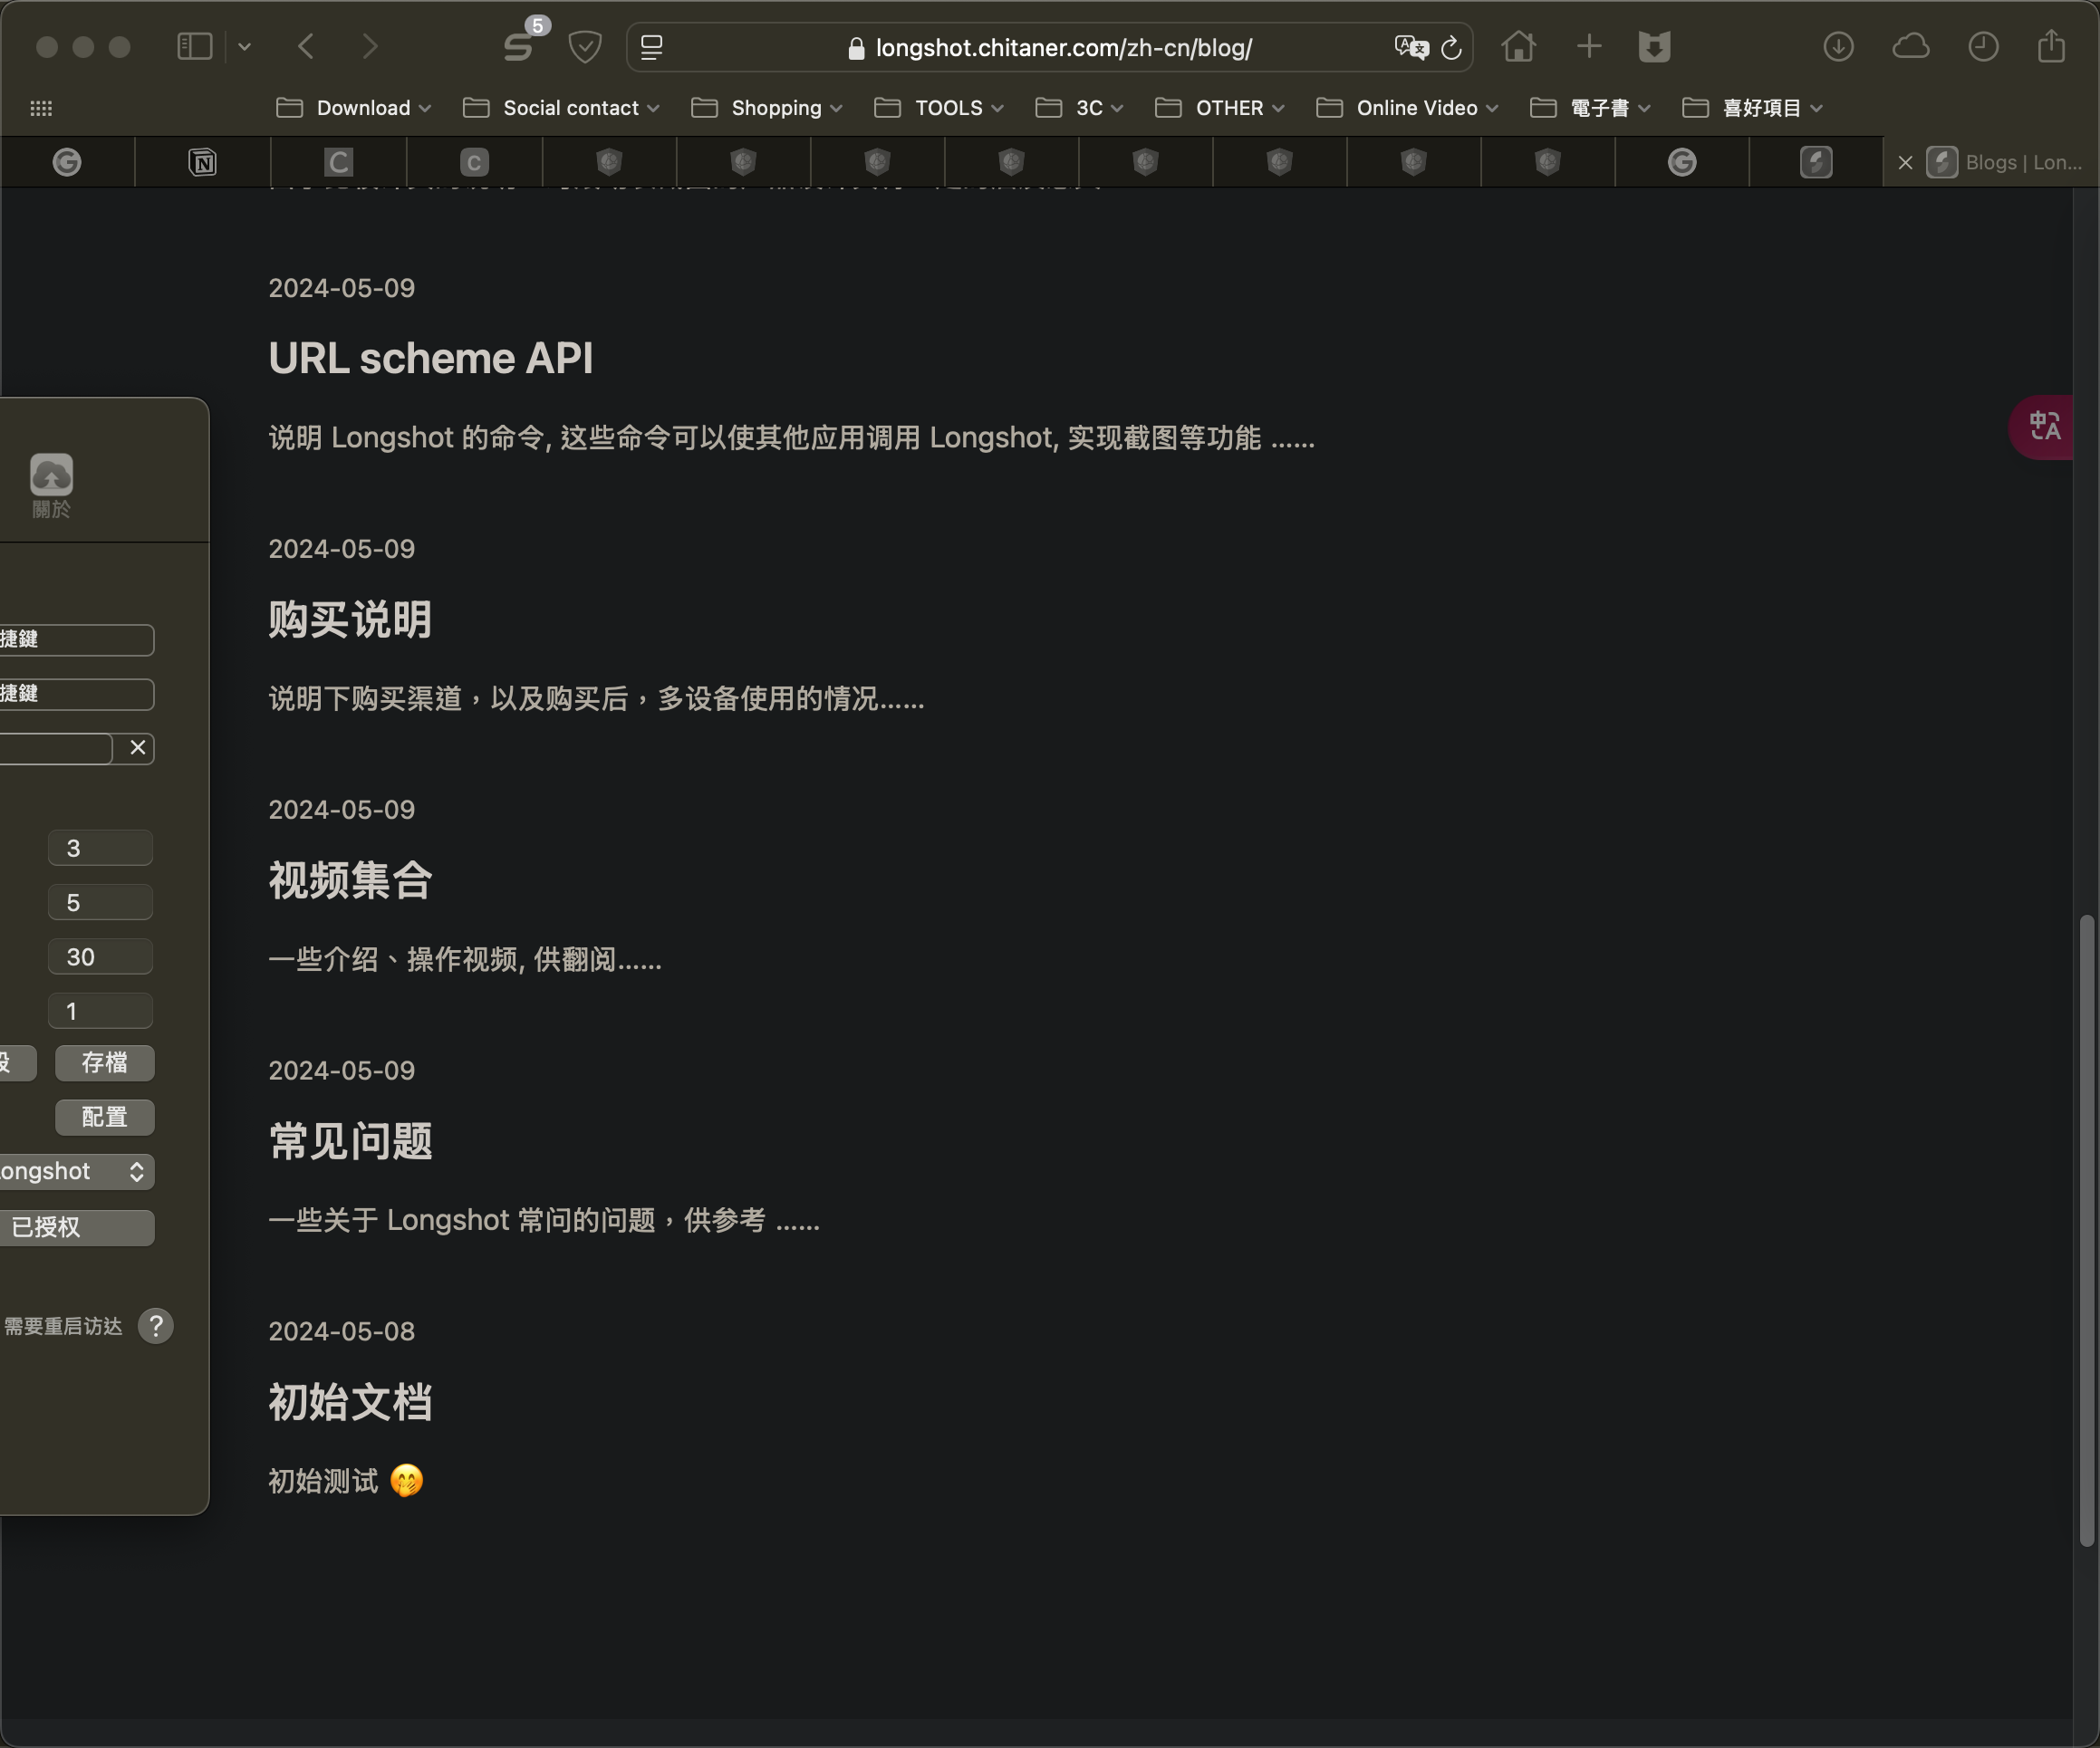 5
longshot.chitaner.com/zh-cn/blog/
Download
Social contact
Shopping
TOOLS
3C
OTHER
Online Video
電子書
喜好項目
Blogs | Lon...
2024-05-09
URL scheme API
说明 Longshot 的命令, 这些命令可以使其他应用调用 Longshot, 实现截图等功能 ......
2024-05-09
购买说明
说明下购买渠道，以及购买后，多设备使用的情况......
2024-05-09
视频集合
一些介绍、操作视频, 供翻阅......
2024-05-09
常见问题
一些关于 Longshot 常问的问题，供参考 ......
2024-05-08
初始文档
初始测试 🤭
關於
捷鍵
捷鍵
3
5
30
1
存檔
配置
ongshot
已授权
需要重启访达
?
中A